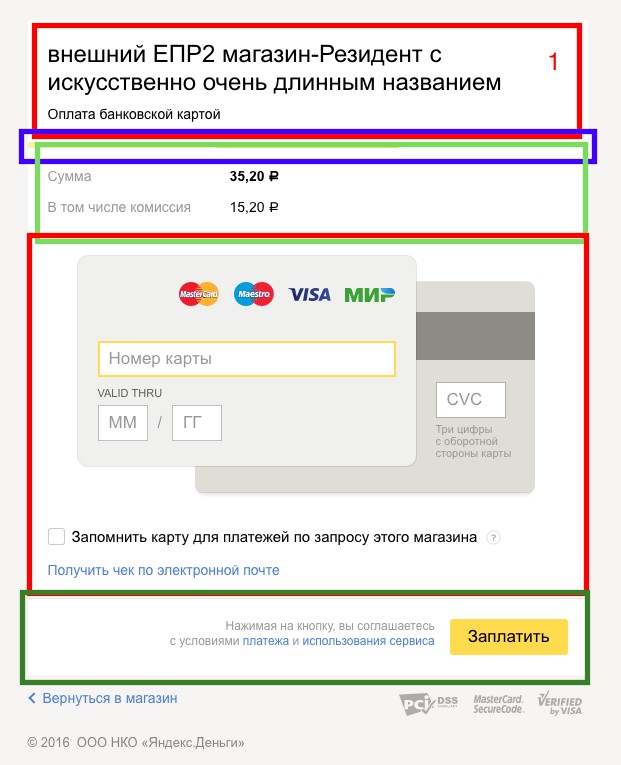 внешний ЕПР2 магазин-Резидент с
искусственно очень длинным названием
1
Оплата банковской картой
Сумма 35,20 ₽
В том числе комиссия 15,20 ₽
MasterCard Maestro VISA МИР
Номер карты
VALID THRU
ММ / ГГ
CVC
Три цифры
с оборотной
стороны карты
Запомнить карту для платежей по запросу этого магазина ?
Получить чек по электронной почте
Нажимая на кнопку, вы соглашаетесь
с условиями платежа и использования сервиса
Заплатить
Вернуться в магазин
PCI DSS
MasterCard.
SecureCode.
VERIFIED
by VISA
© 2016 ООО НКО «Яндекс.Деньги»